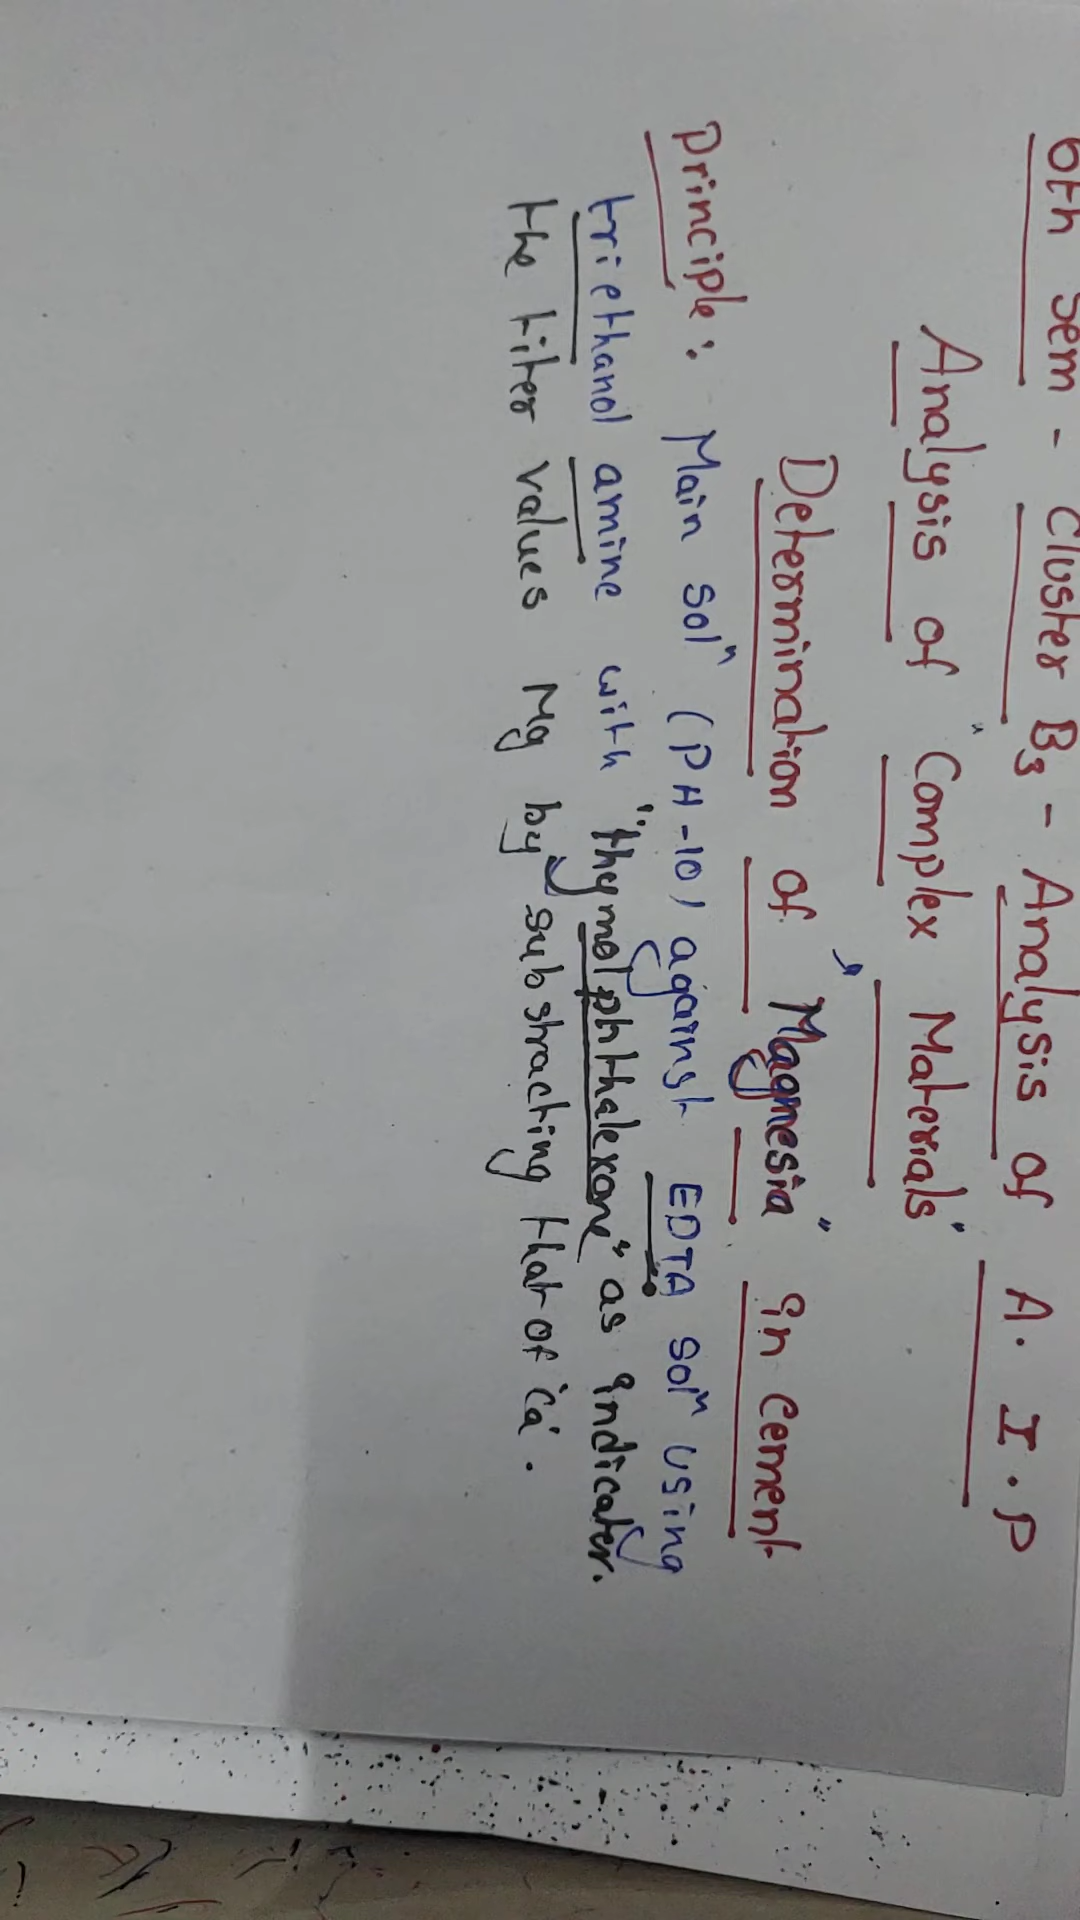 6th Sem - Cluster B3 - Analysis of A. I. P
Analysis of "Complex Materials"
Determination of "Magnesia" in cement
Principle: Main solⁿ (PH-10) against EDTA solⁿ using
triethanol amine with "thymolphthalexone" as indicater.
the titer values Mg by substracting that of 'Ca'.